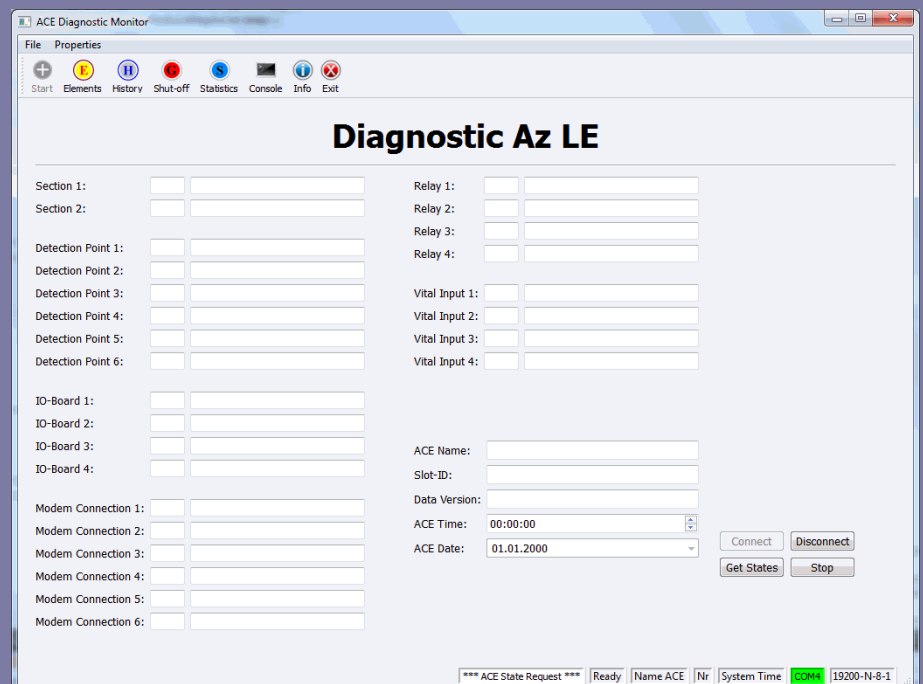 ACE Diagnostic Monitor
File Properties
E H G S
Start Elements History Shut-off Statistics Console Info Exit
Diagnostic Az LE
Section 1: Relay 1:
Section 2: Relay 2:
Relay 3:
Detection Point 1: Relay 4:
Detection Point 2:
Detection Point 3: Vital Input 1:
Detection Point 4: Vital Input 2:
Detection Point 5: Vital Input 3:
Detection Point 6: Vital Input 4:
IO-Board 1:
IO-Board 2:
IO-Board 3: ACE Name:
IO-Board 4: Slot-ID:
Data Version:
Modem Connection 1: ACE Time: 00:00:00
Modem Connection 2: Connect Disconnect
Modem Connection 3: ACE Date: 01.01.2000
Modem Connection 4: Get States Stop
Modem Connection 5:
Modem Connection 6:
*** ACE State Request *** Ready Name ACE Nr System Time COM4 19200-N-8-1